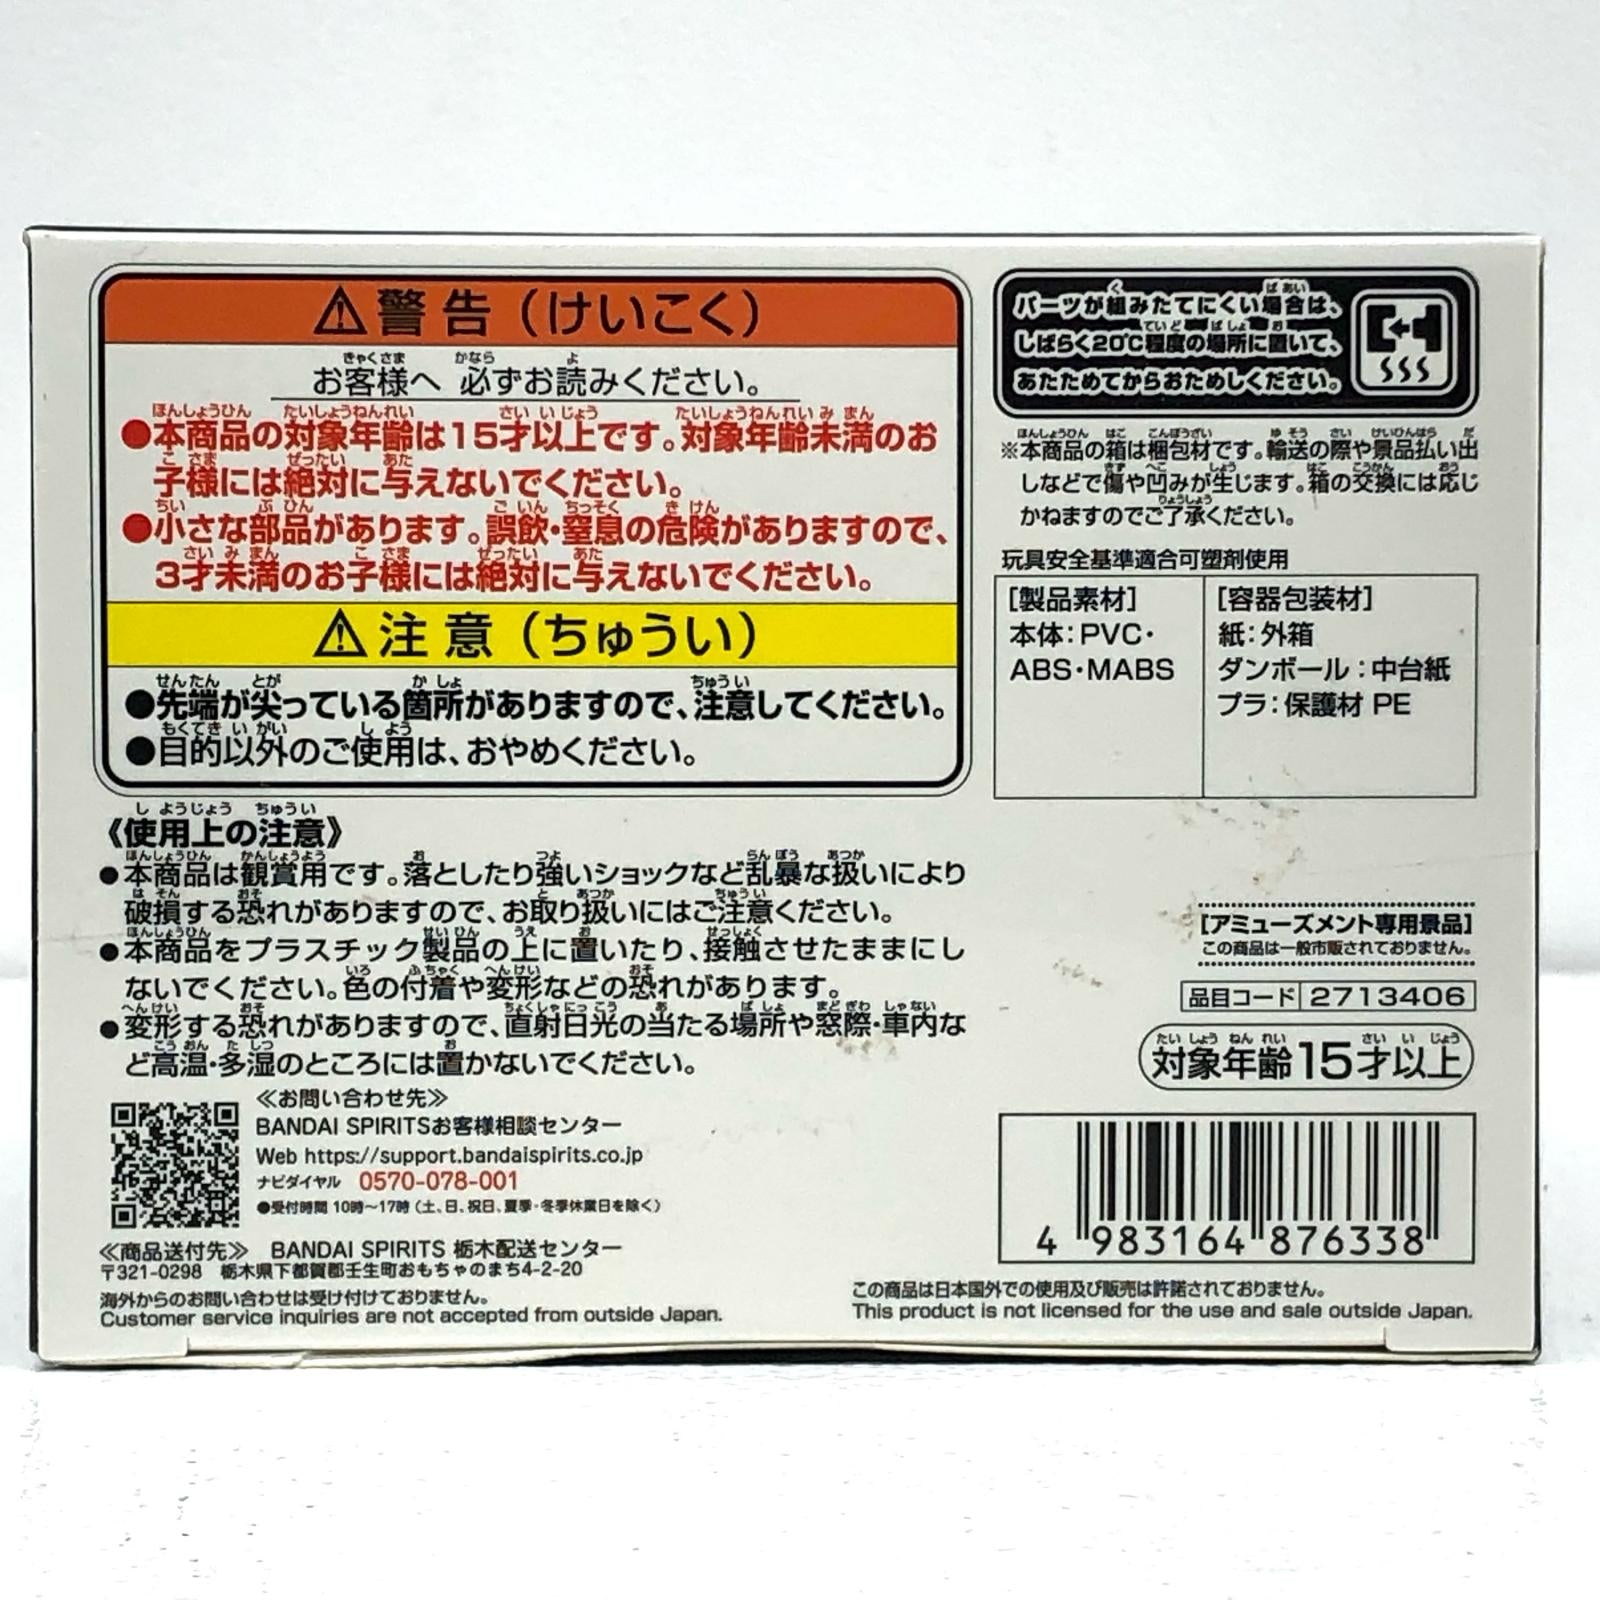 ⚠警告（けいこく）
お客様へ 必ずお読みください。
●本商品の対象年齢は15才以上です。対象年齢未満のお
子様には絶対に与えないでください。
●小さな部品があります。誤飲・窒息の危険がありますので、
3才未満のお子様には絶対に与えないでください。
⚠注意（ちゅうい）
●先端が尖っている箇所がありますので、注意してください。
●目的以外のご使用は、おやめください。
《使用上の注意》
●本商品は観賞用です。落としたり強いショックなど乱暴な扱いにより
破損する恐れがありますので、お取り扱いにはご注意ください。
●本商品をプラスチック製品の上に置いたり、接触させたままにし
ないでください。色の付着や変形などの恐れがあります。
●変形する恐れがありますので、直射日光の当たる場所や窓際・車内な
ど高温・多湿のところには置かないでください。
≪お問い合わせ先≫
BANDAI SPIRITSお客様相談センター
Web https://support.bandaispirits.co.jp
ナビダイヤル 0570-078-001
●受付時間 10時〜17時（土、日、祝日、夏季・冬季休業日を除く）
≪商品送付先≫ BANDAI SPIRITS 栃木配送センター
〒321-0298 栃木県下都賀郡壬生町おもちゃのまち4-2-20
海外からのお問い合わせは受け付けておりません。
Customer service inquiries are not accepted from outside Japan.
パーツが組みたてにくい場合は、
しばらく20℃程度の場所に置いて、
あたためてからおためしください。
※本商品の箱は梱包材です。輸送の際や景品払い出
しなどで傷や凹みが生じます。箱の交換には応じ
かねますのでご了承ください。
玩具安全基準適合可塑剤使用
［製品素材］
本体：PVC・
ABS・MABS
［容器包装材］
紙：外箱
ダンボール：中台紙
プラ：保護材 PE
［アミューズメント専用景品］
この商品は一般市販されておりません。
品目コード 2713406
対象年齢15才以上
4 983164 876338
この商品は日本国外での使用及び販売は許諾されておりません。
This product is not licensed for the use and sale outside Japan.